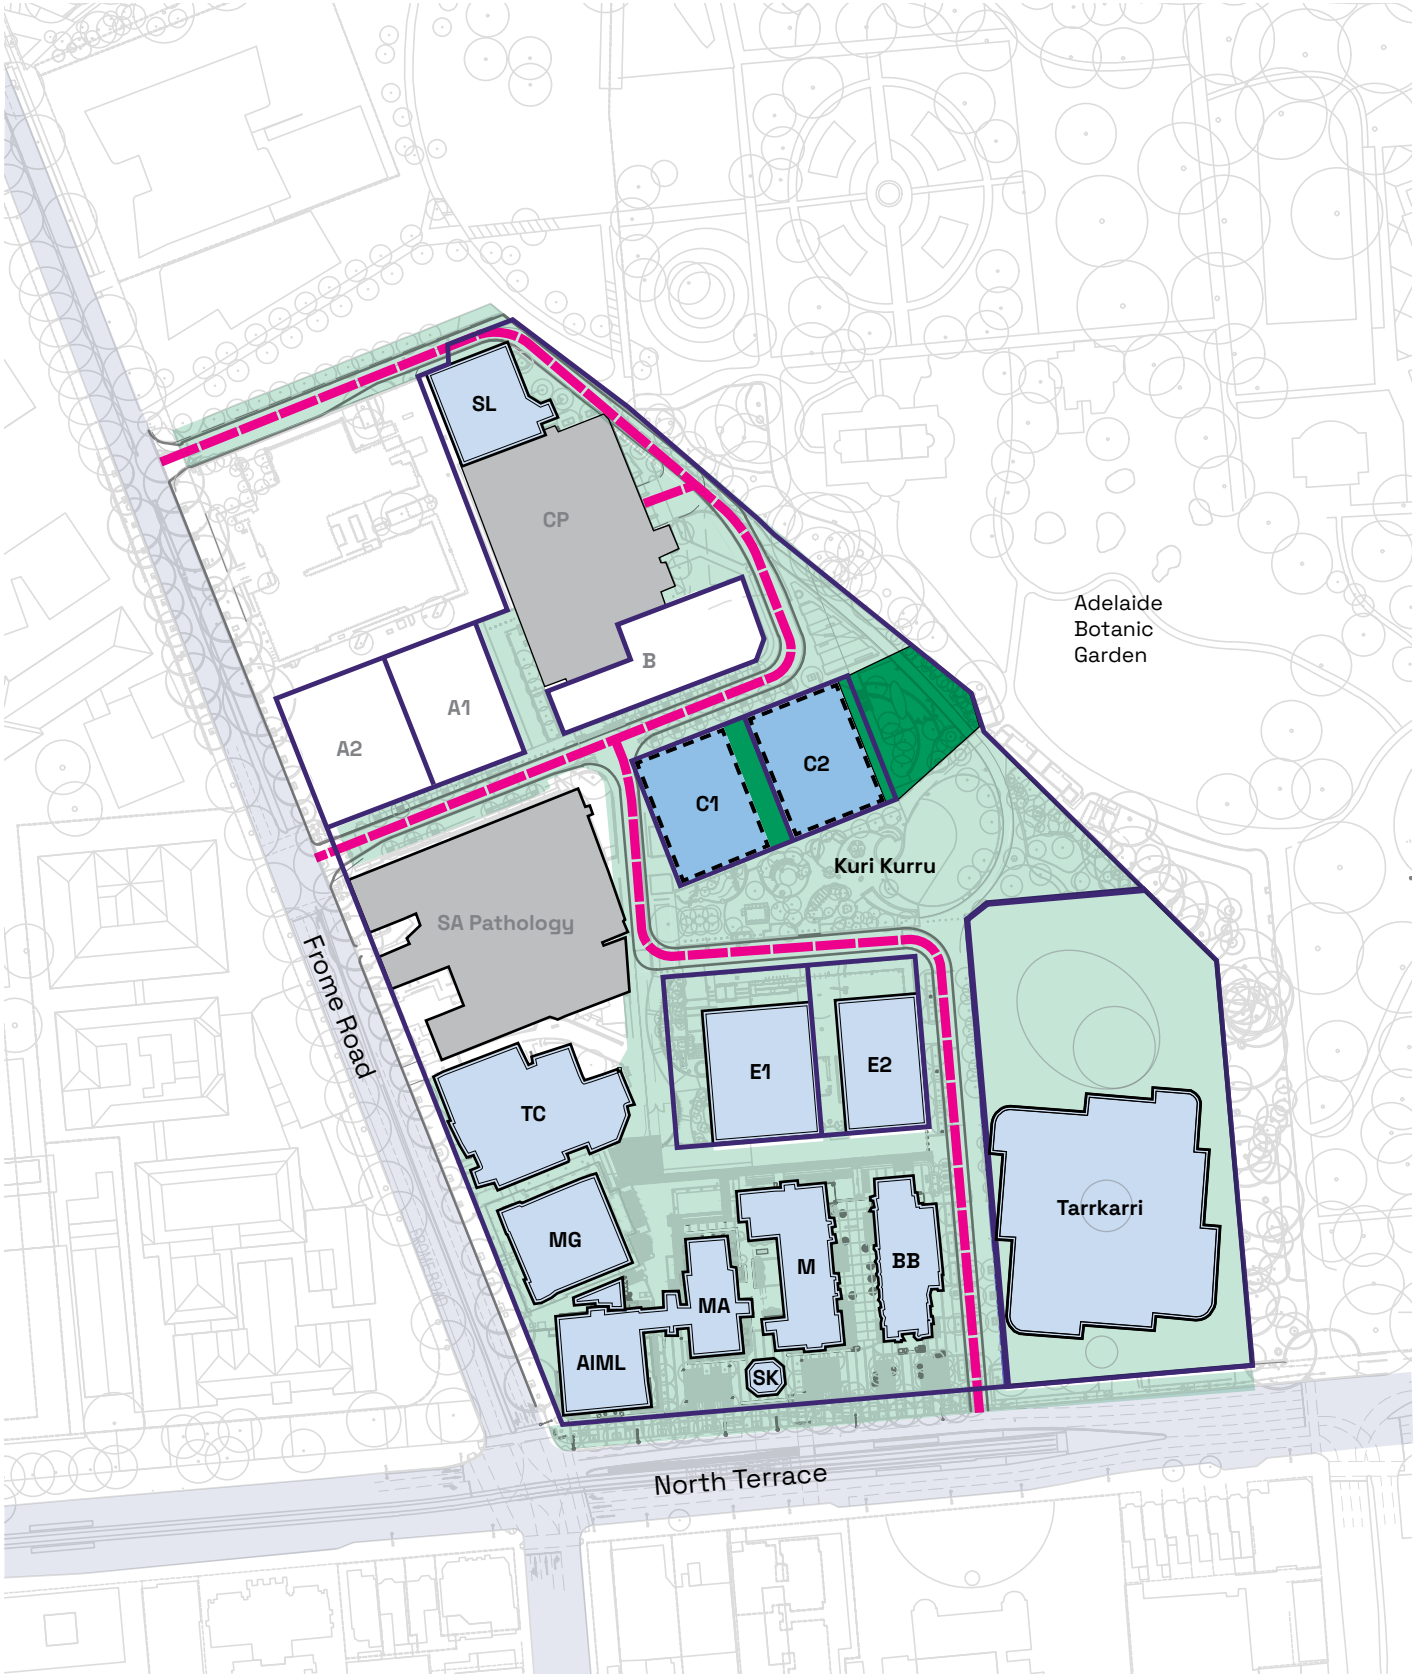 SL
CP
Adelaide
Botanic
Garden
B
A1
A2
C2
C1
Kuri Kurru
SA Pathology
Frome Road
E1
E2
TC
Tarrkarri
MG
M
BB
MA
AIML
SK
North Terrace